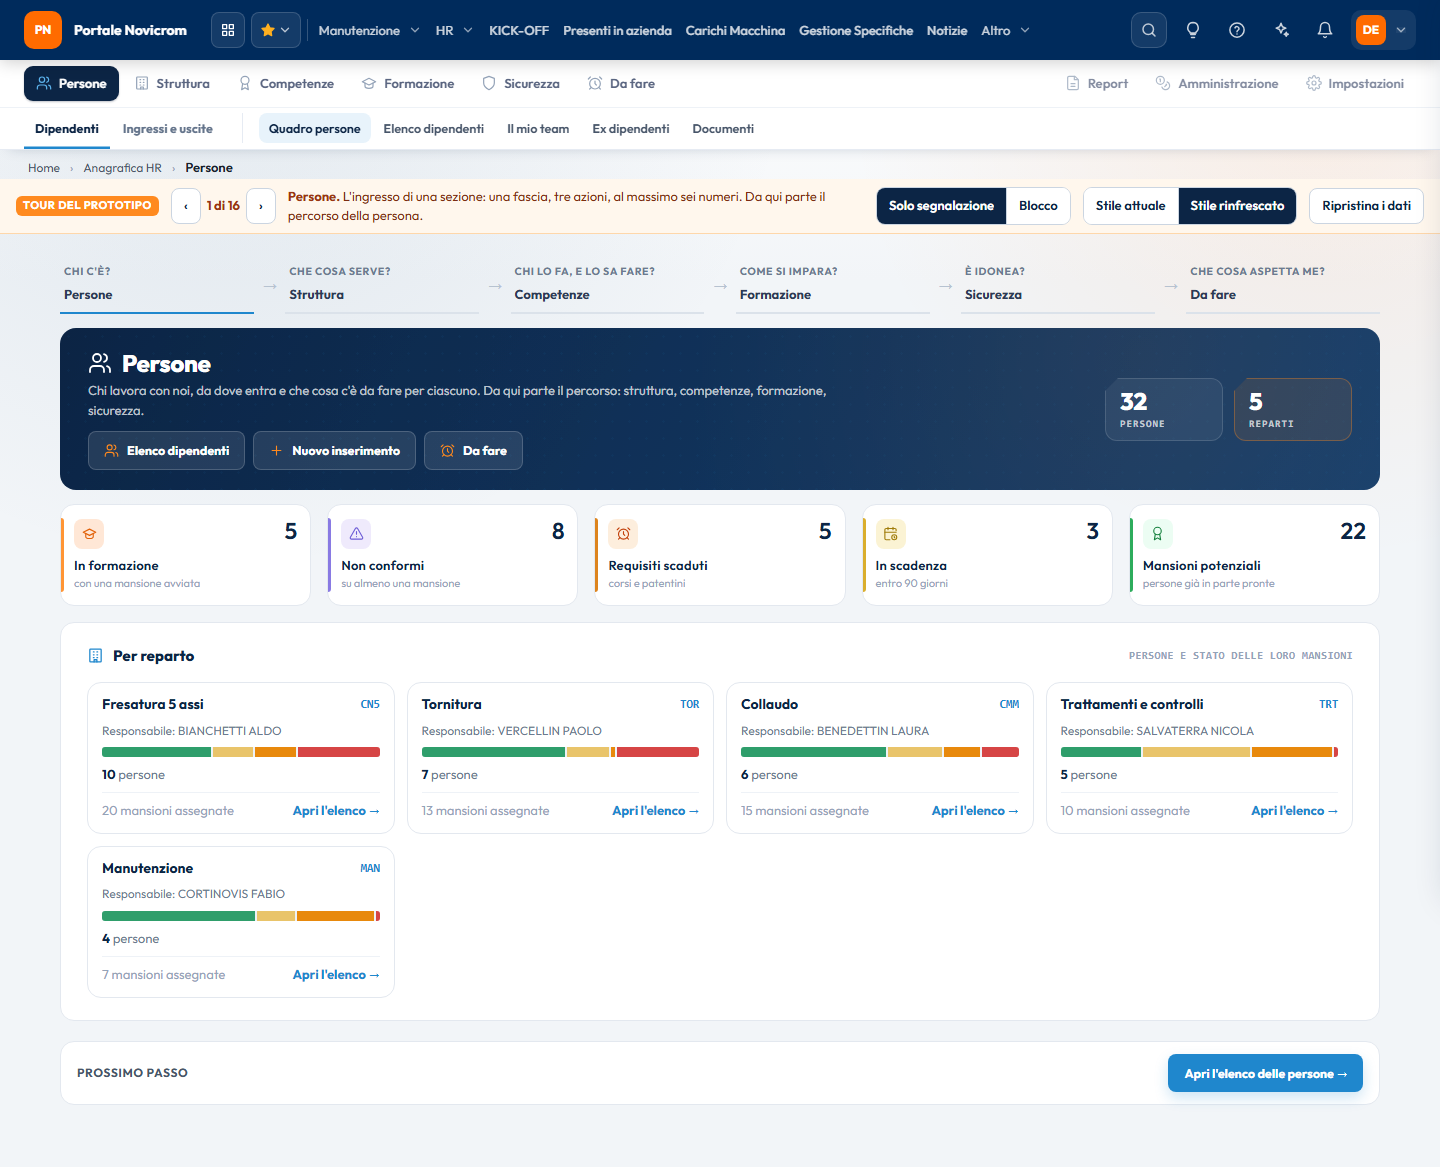 PN Portale Novicrom Manutenzione HR KICK-OFF Presenti in azienda Carichi Macchina Gestione Specifiche Notizie Altro DE
Persone Struttura Competenze Formazione Sicurezza Da fare Report Amministrazione Impostazioni
Dipendenti Ingressi e uscite Quadro persone Elenco dipendenti Il mio team Ex dipendenti Documenti
Home › Anagrafica HR › Persone
TOUR DEL PROTOTIPO ‹ 1 di 16 › Persone. L'ingresso di una sezione: una fascia, tre azioni, al massimo sei numeri. Da qui parte il
percorso della persona.
Solo segnalazione Blocco Stile attuale Stile rinfrescato Ripristina i dati
CHI C'È? CHE COSA SERVE? CHI LO FA, E LO SA FARE? COME SI IMPARA? È IDONEA? CHE COSA ASPETTA ME?
Persone → Struttura → Competenze → Formazione → Sicurezza → Da fare
Persone
Chi lavora con noi, da dove entra e che cosa c'è da fare per ciascuno. Da qui parte il percorso: struttura, competenze, formazione,
sicurezza.
Elenco dipendenti Nuovo inserimento Da fare
32
PERSONE
5
REPARTI
5
In formazione
con una mansione avviata
8
Non conformi
su almeno una mansione
5
Requisiti scaduti
corsi e patentini
3
In scadenza
entro 90 giorni
22
Mansioni potenziali
persone già in parte pronte
Per reparto PERSONE E STATO DELLE LORO MANSIONI
Fresatura 5 assi CN5
Responsabile: BIANCHETTI ALDO
10 persone
20 mansioni assegnate Apri l'elenco →
Tornitura TOR
Responsabile: VERCELLIN PAOLO
7 persone
13 mansioni assegnate Apri l'elenco →
Collaudo CMM
Responsabile: BENEDETTIN LAURA
6 persone
15 mansioni assegnate Apri l'elenco →
Trattamenti e controlli TRT
Responsabile: SALVATERRA NICOLA
5 persone
10 mansioni assegnate Apri l'elenco →
Manutenzione MAN
Responsabile: CORTINOVIS FABIO
4 persone
7 mansioni assegnate Apri l'elenco →
PROSSIMO PASSO Apri l'elenco delle persone →